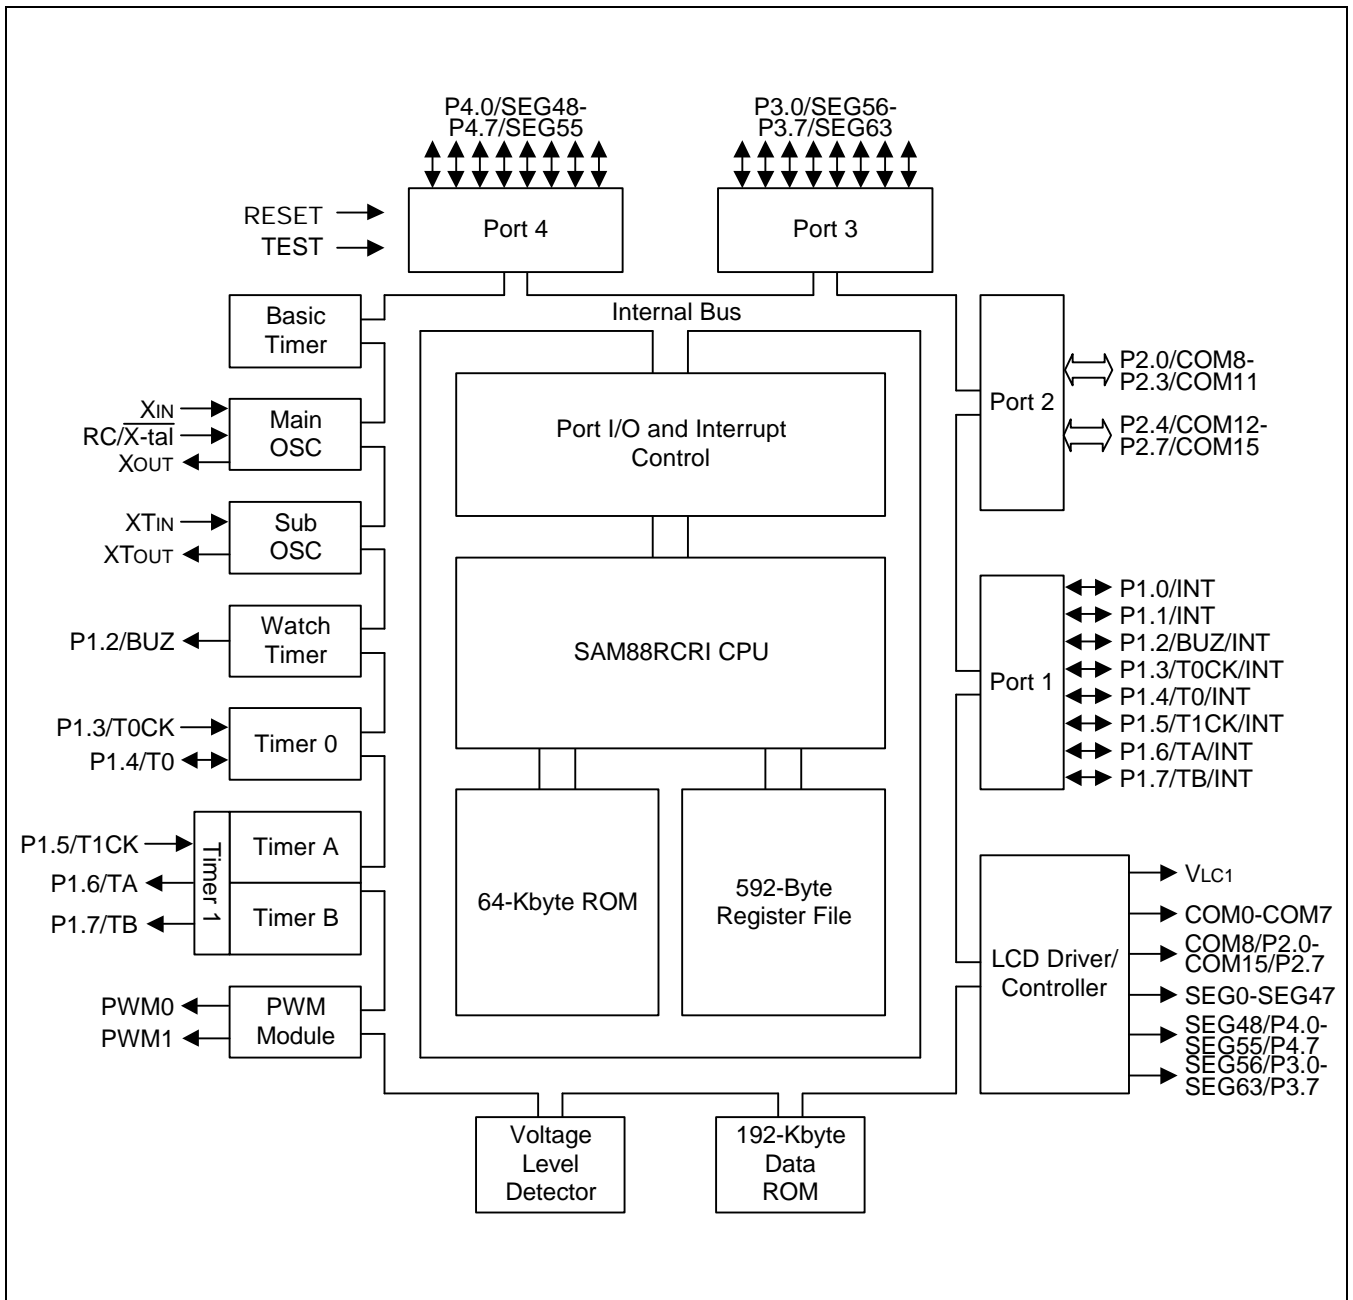 P4.0/SEG48-
P4.7/SEG55
P3.0/SEG56-
P3.7/SEG63
RESET
TEST
Port 4
Port 3
Basic
Timer
Internal Bus
XIN
RC/X-tal
XOUT
Main
OSC
Port I/O and Interrupt
Control
Port 2
P2.0/COM8-
P2.3/COM11
P2.4/COM12-
P2.7/COM15
XTIN
XTOUT
Sub
OSC
P1.2/BUZ
Watch
Timer
SAM88RCRI CPU
Port 1
P1.0/INT
P1.1/INT
P1.2/BUZ/INT
P1.3/T0CK/INT
P1.4/T0/INT
P1.5/T1CK/INT
P1.6/TA/INT
P1.7/TB/INT
P1.3/T0CK
P1.4/T0
Timer 0
P1.5/T1CK
P1.6/TA
P1.7/TB
Timer 1
Timer A
Timer B
64-Kbyte ROM
592-Byte
Register File
LCD Driver/
Controller
VLC1
COM0-COM7
COM8/P2.0-
COM15/P2.7
SEG0-SEG47
SEG48/P4.0-
SEG55/P4.7
SEG56/P3.0-
SEG63/P3.7
PWM0
PWM1
PWM
Module
Voltage
Level
Detector
192-Kbyte
Data
ROM